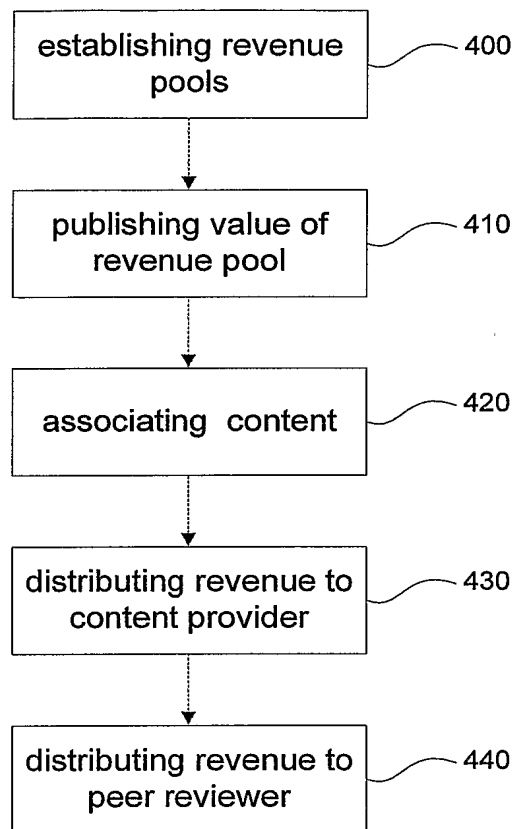 establishing revenue
pools
400
publishing value of
revenue pool
410
associating content
420
distributing revenue to
content provider
430
distributing revenue to
peer reviewer
440